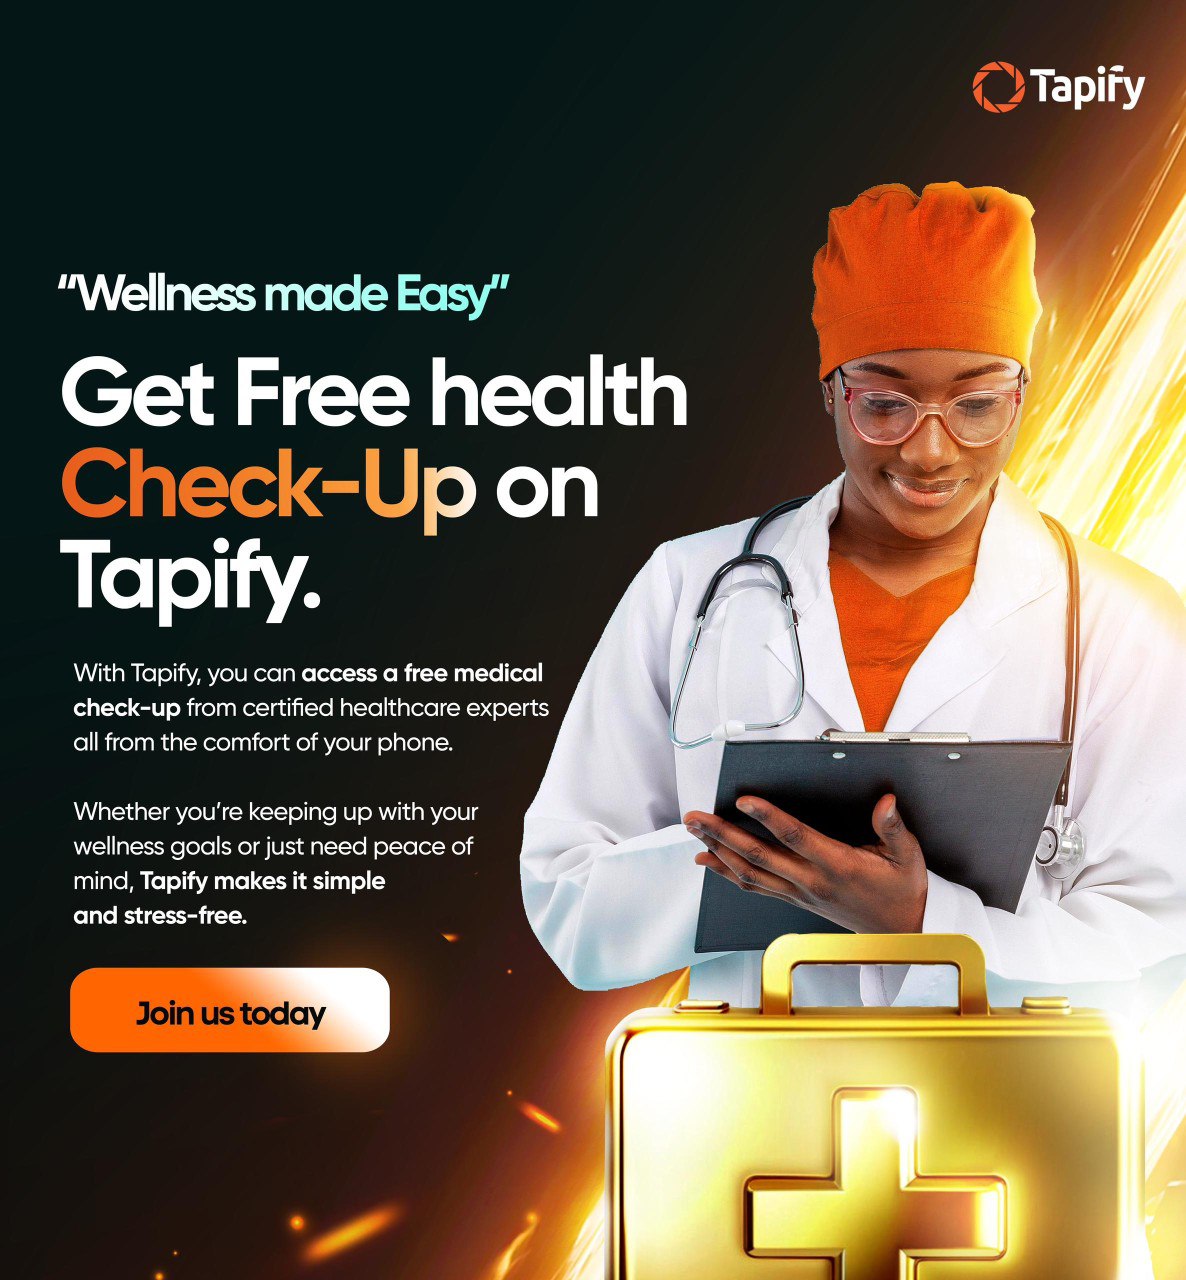 Tapify
“Wellness made Easy”
Get Free health
Check-Up on
Tapify.
With Tapify, you can access a free medical
check-up from certified healthcare experts
all from the comfort of your phone.
Whether you’re keeping up with your
wellness goals or just need peace of
mind, Tapify makes it simple
and stress-free.
Join us today